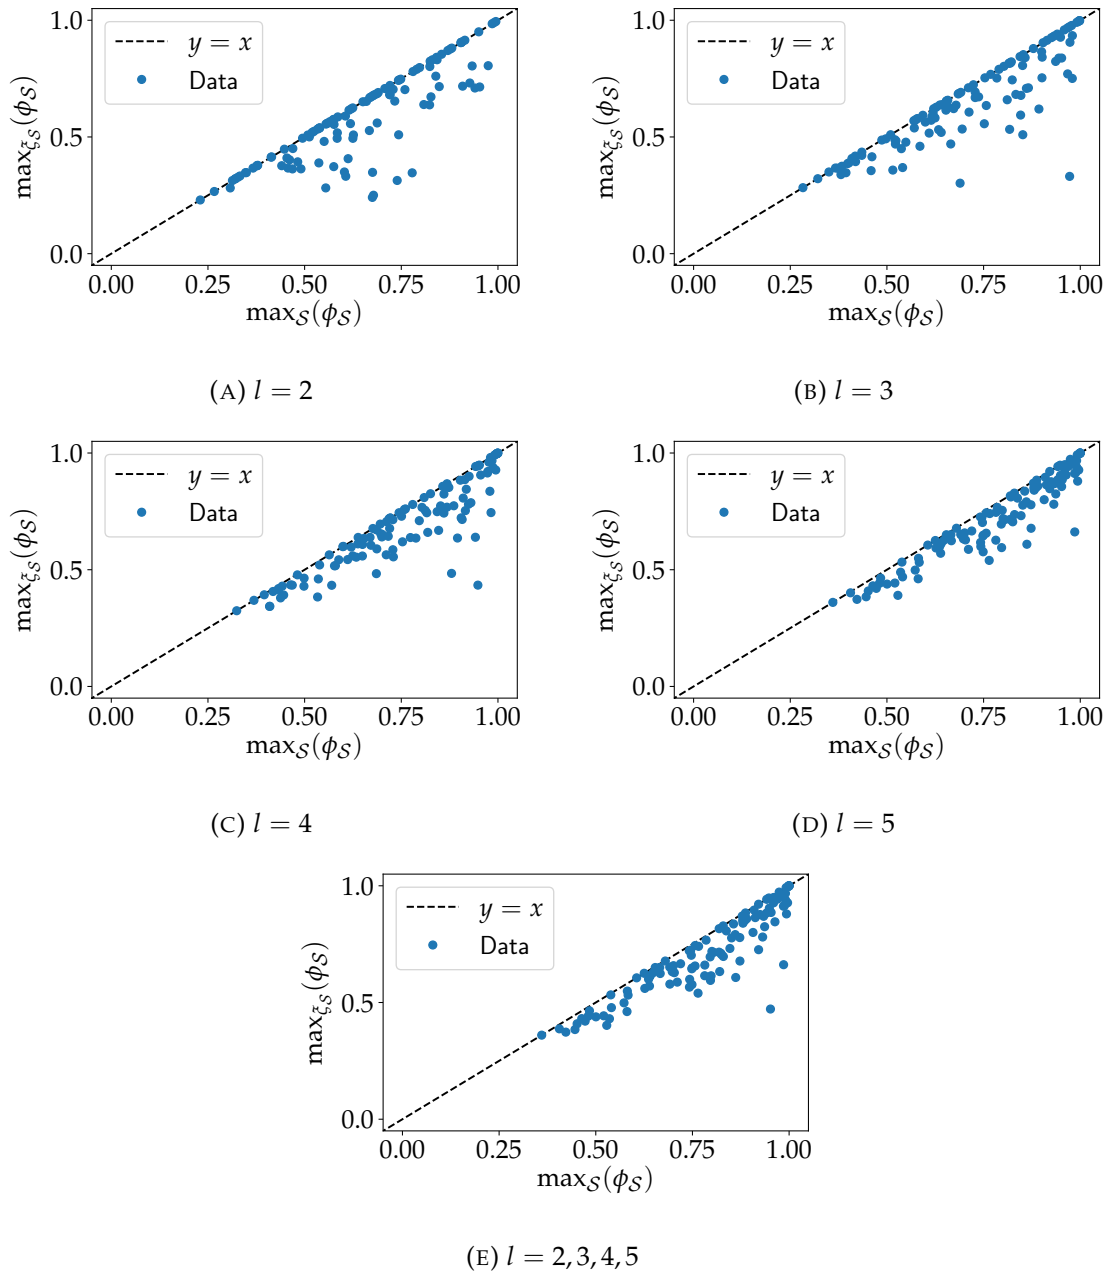 1.0
0.5
0.0
max_{ξ_S}(ϕ_S)
y = x
Data
0.00 0.25 0.50 0.75 1.00
max_S(ϕ_S)
(A) l = 2
1.0
0.5
0.0
max_{ξ_S}(ϕ_S)
y = x
Data
0.00 0.25 0.50 0.75 1.00
max_S(ϕ_S)
(B) l = 3
1.0
0.5
0.0
max_{ξ_S}(ϕ_S)
y = x
Data
0.00 0.25 0.50 0.75 1.00
max_S(ϕ_S)
(C) l = 4
1.0
0.5
0.0
max_{ξ_S}(ϕ_S)
y = x
Data
0.00 0.25 0.50 0.75 1.00
max_S(ϕ_S)
(D) l = 5
1.0
0.5
0.0
max_{ξ_S}(ϕ_S)
y = x
Data
0.00 0.25 0.50 0.75 1.00
max_S(ϕ_S)
(E) l = 2, 3, 4, 5